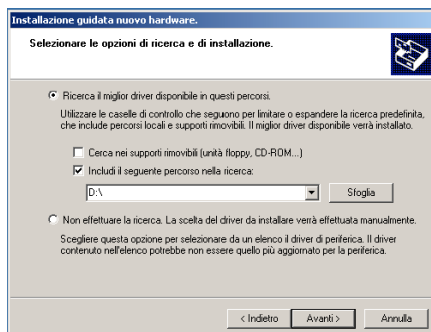 Installazione guidata nuovo hardware.
Selezionare le opzioni di ricerca e di installazione.
Ricerca il miglior driver disponibile in questi percorsi.
Utilizzare le caselle di controllo che seguono per limitare o espandere la ricerca predefinita,
che include percorsi locali e supporti rimovibili. Il miglior driver disponibile verrà installato.
Cerca nei supporti rimovibili (unità floppy, CD-ROM...)
Includi il seguente percorso nella ricerca:
D:\
Sfoglia
Non effettuare la ricerca. La scelta del driver da installare verrà effettuata manualmente.
Scegliere questa opzione per selezionare da un elenco il driver di periferica. Il driver
contenuto nell'elenco potrebbe non essere quello più aggiornato per la periferica.
< Indietro
Avanti >
Annulla